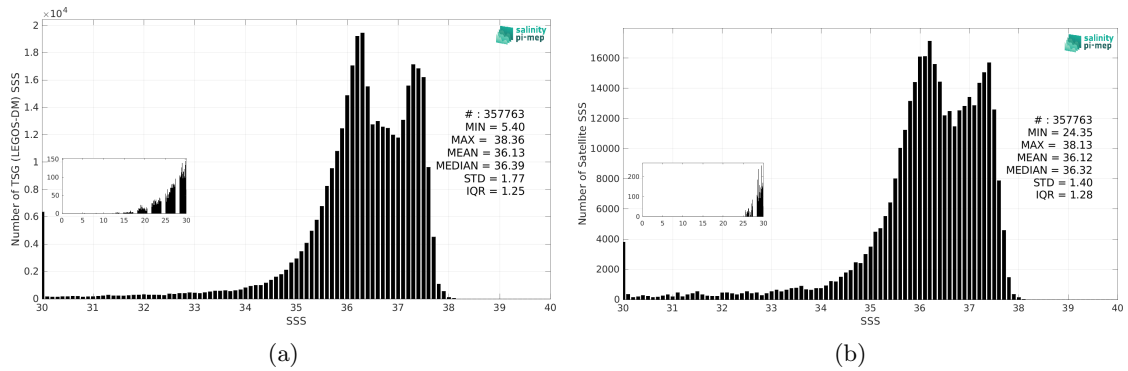 ×10⁴
2
1.8
1.6
1.4
1.2
1
0.8
0.6
0.4
0.2
0
Number of TSG (LEGOS-DM) SSS
salinity
pi-mep
# : 357763
MIN = 5.40
MAX = 38.36
MEAN = 36.13
MEDIAN = 36.39
STD = 1.77
IQR = 1.25
150
100
50
0
0 5 10 15 20 25 30
30 31 32 33 34 35 36 37 38 39 40
SSS
(a)
16000
14000
12000
10000
8000
6000
4000
2000
0
Number of Satellite SSS
salinity
pi-mep
# : 357763
MIN = 24.35
MAX = 38.13
MEAN = 36.12
MEDIAN = 36.32
STD = 1.40
IQR = 1.28
200
100
0
0 5 10 15 20 25 30
30 31 32 33 34 35 36 37 38 39 40
SSS
(b)